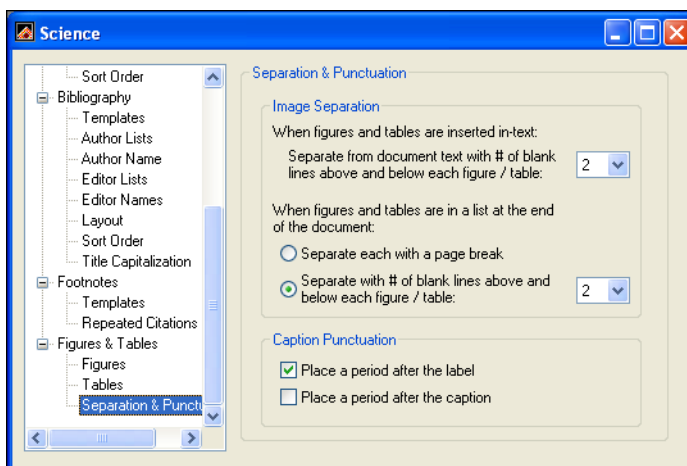 Science
Sort Order
Bibliography
Templates
Author Lists
Author Name
Editor Lists
Editor Names
Layout
Sort Order
Title Capitalization
Footnotes
Templates
Repeated Citations
Figures & Tables
Figures
Tables
Separation & Punctu
Separation & Punctuation
Image Separation
When figures and tables are inserted in-text:
Separate from document text with # of blank
lines above and below each figure / table:
2
When figures and tables are in a list at the end
of the document:
Separate each with a page break
Separate with # of blank lines above and
below each figure / table:
2
Caption Punctuation
Place a period after the label
Place a period after the caption